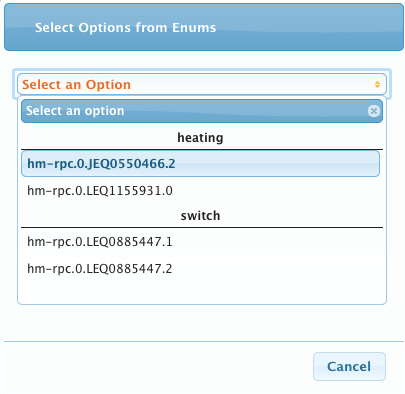 Select Options from Enums
Select an Option
Select an option
heating
hm-rpc.0.JEQ0550466.2
hm-rpc.0.LEQ1155931.0
switch
hm-rpc.0.LEQ0885447.1
hm-rpc.0.LEQ0885447.2
Cancel